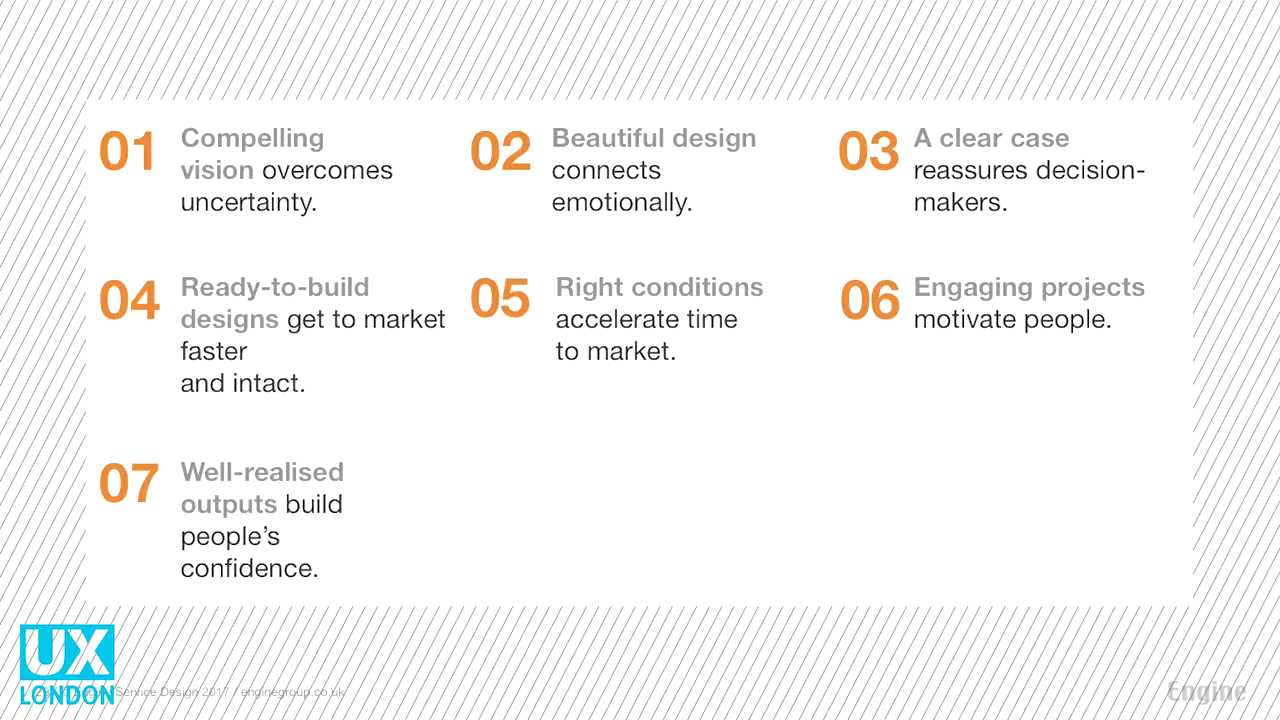 01
Compelling
vision overcomes
uncertainty.
02
Beautiful design
connects
emotionally.
03
A clear case
reassures decision-
makers.
04
Ready-to-build
designs get to market
faster
and intact.
05
Right conditions
accelerate time
to market.
06
Engaging projects
motivate people.
07
Well-realised
outputs build
people’s
confidence.
UX
LONDON
Service Design 2017 / enginegroup.co.uk
Engine